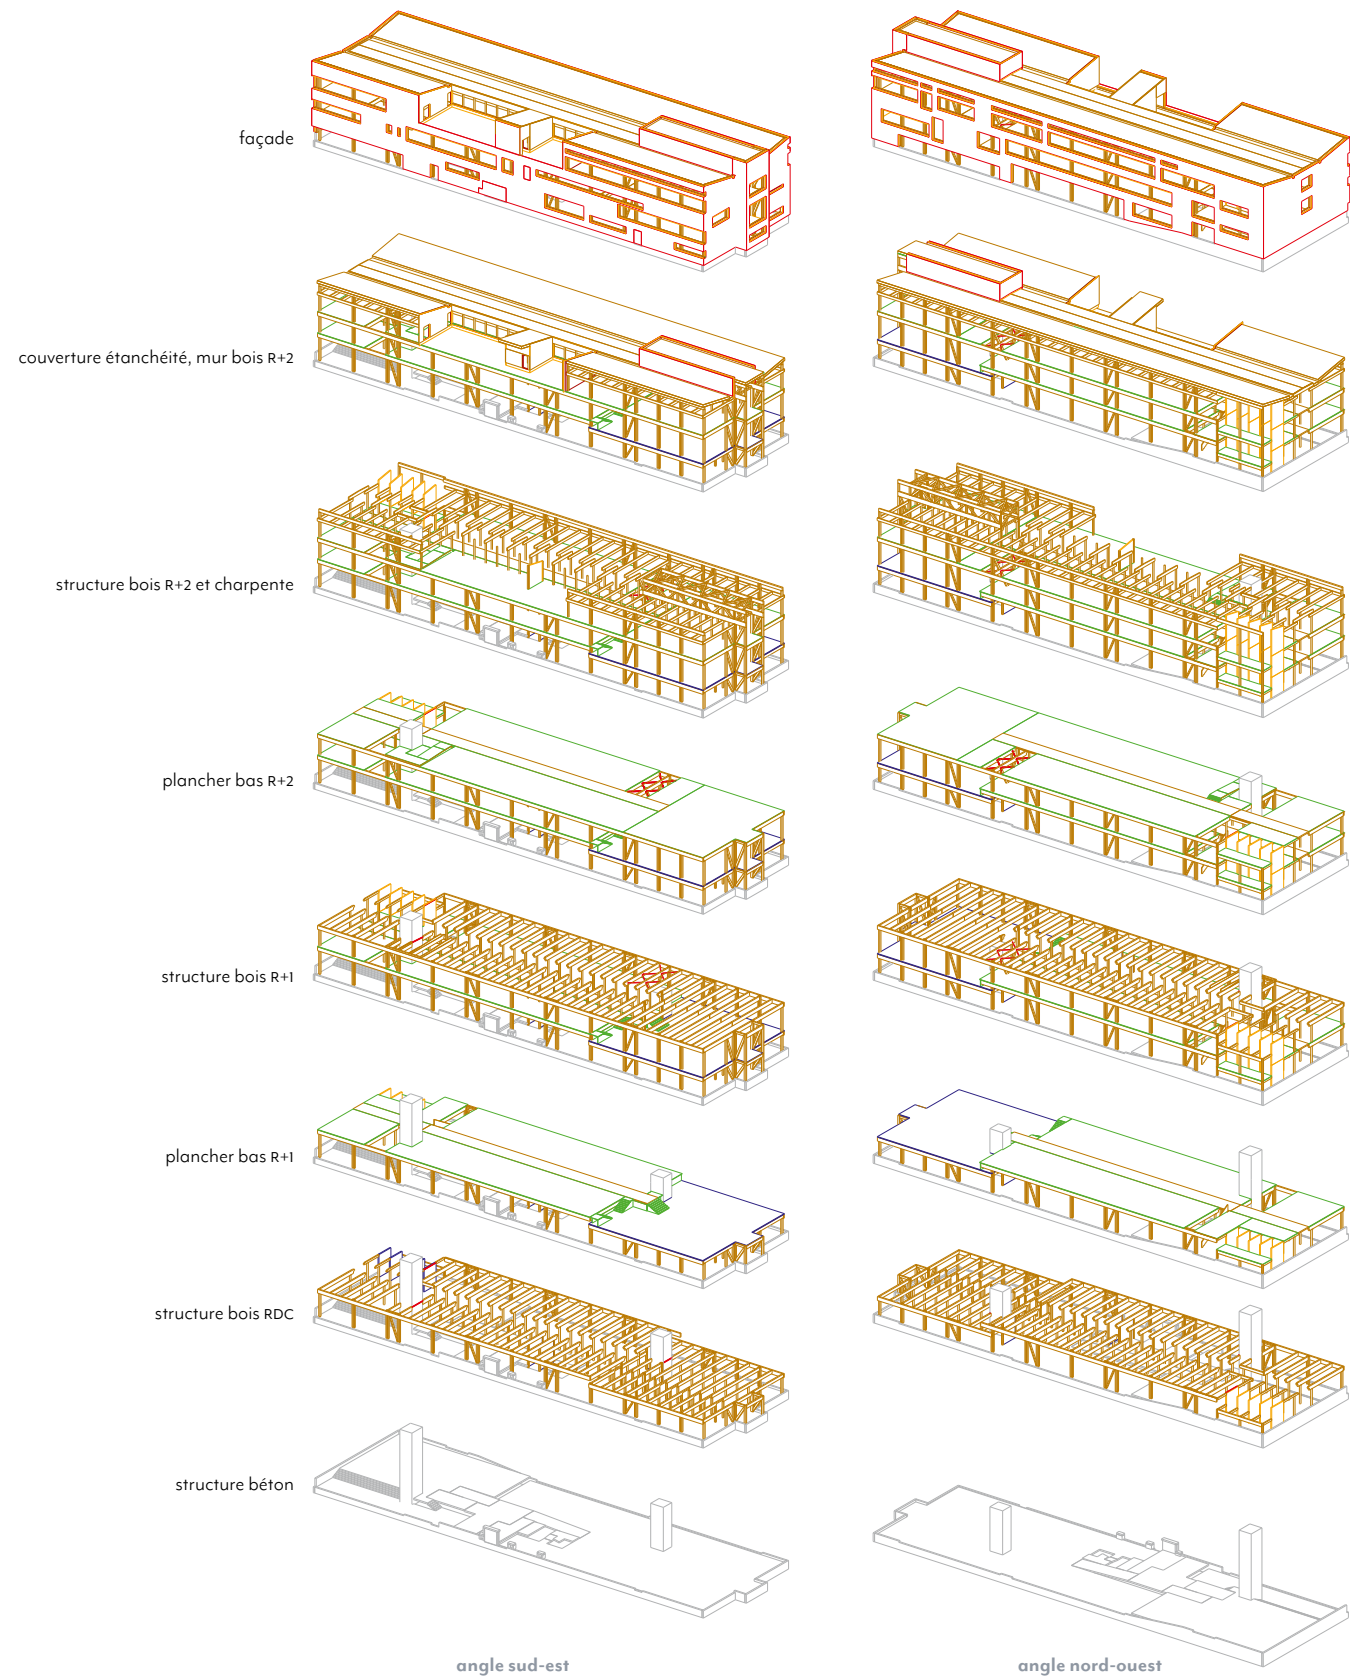 façade
couverture étanchéité, mur bois R+2
structure bois R+2 et charpente
plancher bas R+2
structure bois R+1
plancher bas R+1
structure bois RDC
structure béton
angle sud-est
angle nord-ouest